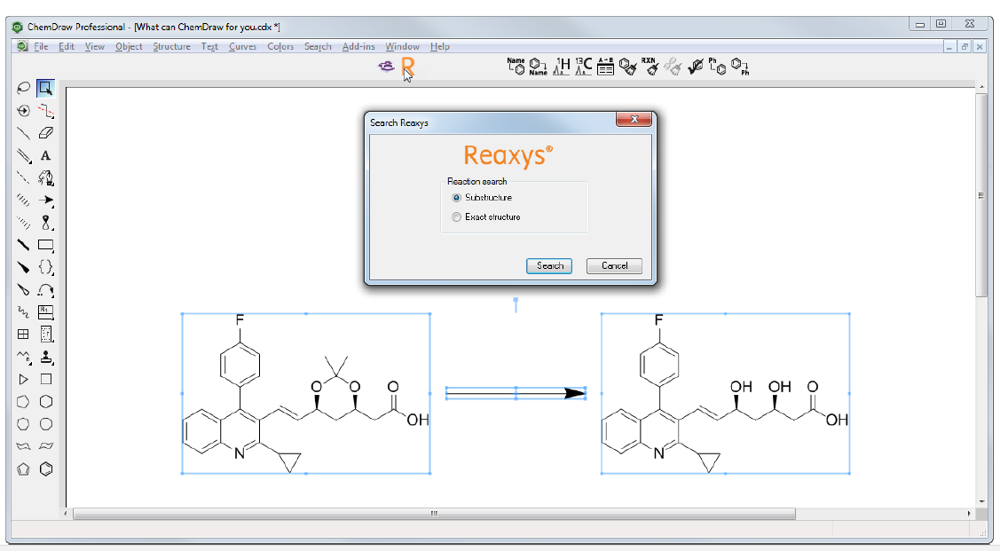 ChemDraw Professional - [What can ChemDraw for you.cdx *]
File Edit View Object Structure Text Curves Colors Search Add-ins Window Help
R Name Name 1H 13C A→B RXN Ph Ph
Search Reaxys
Reaxys®
Reaction search
Substructure
Exact structure
Search Cancel
A
R1
n
F F
O O O OH OH O
OH OH
N N